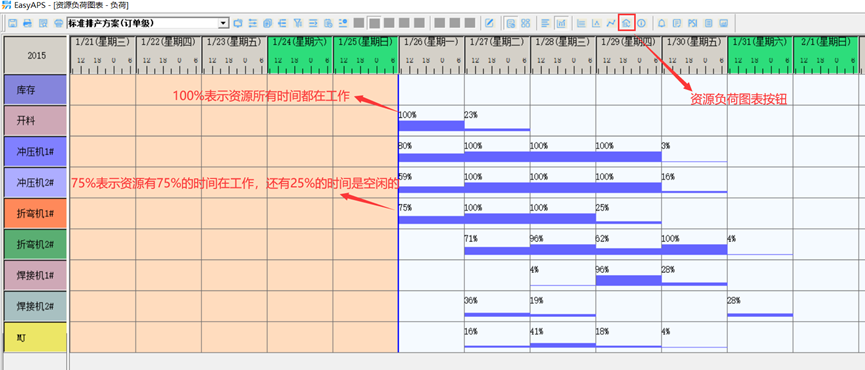 EasyAPS - [资源负荷图表 - 负荷]
标准排产方案(订单级)
2015 1/21(星期三) 1/22(星期四) 1/23(星期五) 1/24(星期六) 1/25(星期日) 1/26(星期一) 1/27(星期二) 1/28(星期三) 1/29(星期四) 1/30(星期五) 1/31(星期六) 2/1(星期日)
12 18 0 6 12 18 0 6 12 18 0 6 12 18 0 6 12 18 0 6 12 18 0 6 12 18 0 6 12 18 0 6 12 18 0 6 12 18 0 6 12 18 0 6 12 18 0 6
库存
100%表示资源所有时间都在工作
资源负荷图表按钮
开料 100% 23%
冲压机1# 80% 100% 100% 100% 3%
冲压机2# 59% 100% 100% 100% 16%
75%表示资源有75%的时间在工作，还有25%的时间是空闲的
折弯机1# 75% 100% 100% 25%
折弯机2# 71% 96% 62% 100% 4%
焊接机1# 4% 96% 28%
焊接机2# 36% 19% 28%
MJ 16% 41% 18% 4%